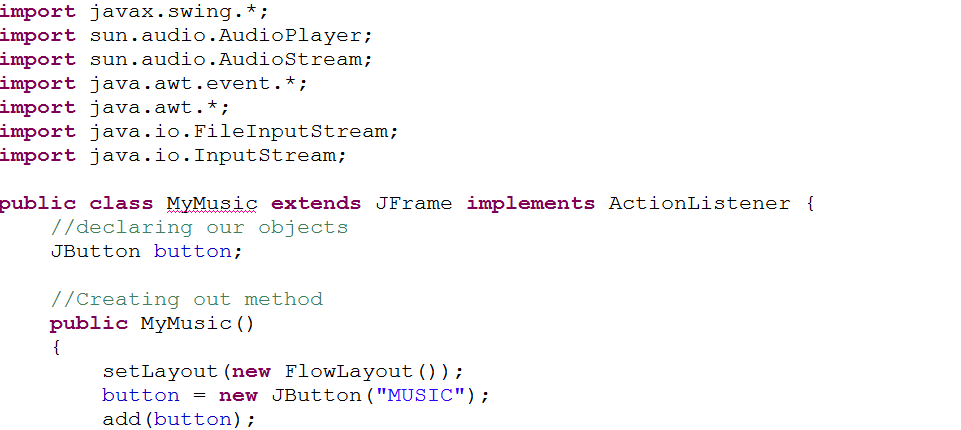 import javax.swing.*;
import sun.audio.AudioPlayer;
import sun.audio.AudioStream;
import java.awt.event.*;
import java.awt.*;
import java.io.FileInputStream;
import java.io.InputStream;

public class MyMusic extends JFrame implements ActionListener {
    //declaring our objects
    JButton button;

    //Creating out method
    public MyMusic()
    {
        setLayout(new FlowLayout());
        button = new JButton("MUSIC");
        add(button);